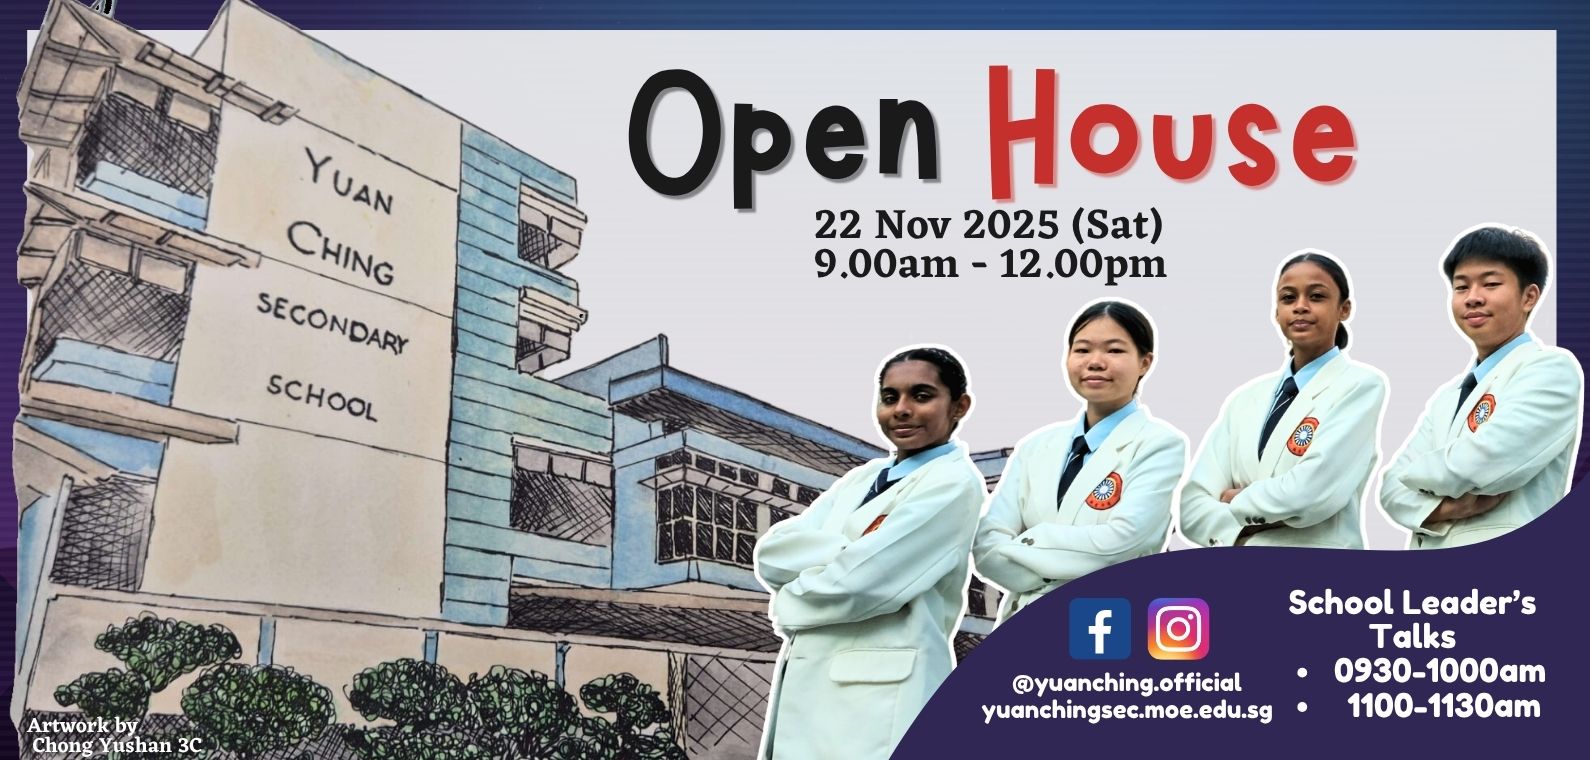 Open House
22 Nov 2025 (Sat)
9.00am - 12.00pm
YUAN
CHING
SECONDARY
SCHOOL
School Leader's
Talks
• 0930-1000am
• 1100-1130am
@yuanching.official
yuanchingsec.moe.edu.sg
Artwork by
Chong Yushan 3C